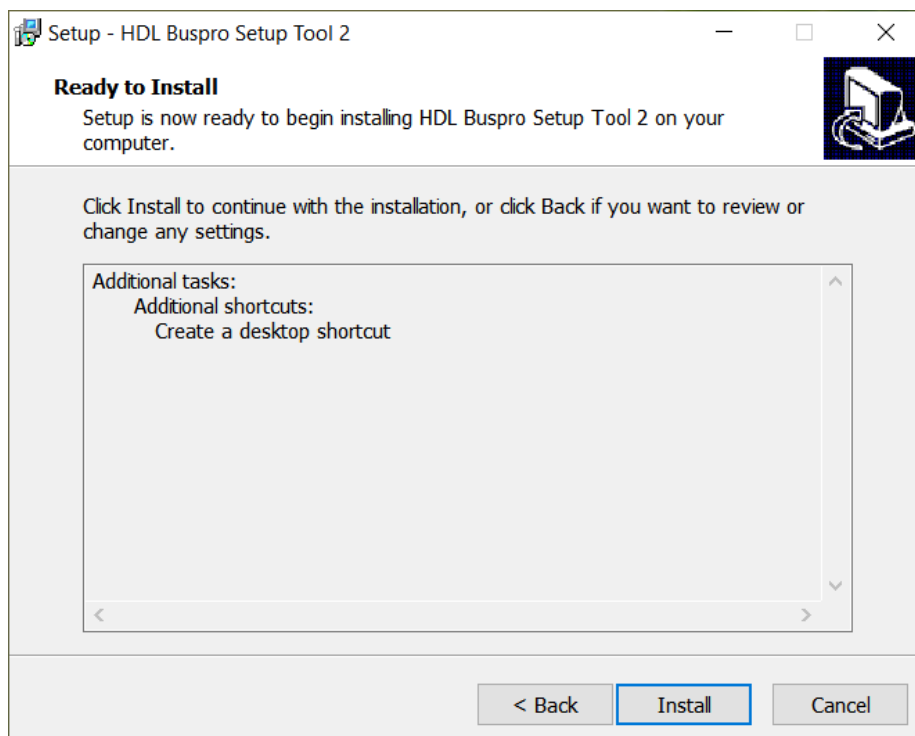 Setup - HDL Buspro Setup Tool 2
Ready to Install
Setup is now ready to begin installing HDL Buspro Setup Tool 2 on your
computer.
Click Install to continue with the installation, or click Back if you want to review or
change any settings.
Additional tasks:
Additional shortcuts:
Create a desktop shortcut
< Back
Install
Cancel